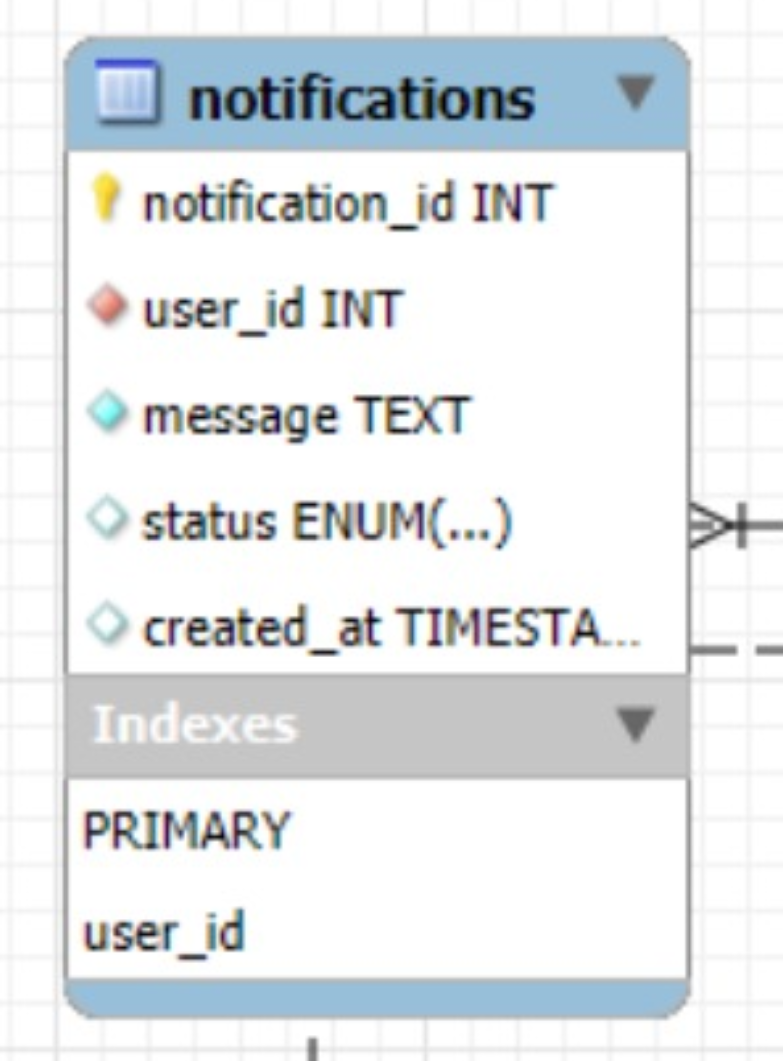 notifications
notification_id INT
user_id INT
message TEXT
status ENUM(...)
created_at TIMESTA...
Indexes
PRIMARY
user_id